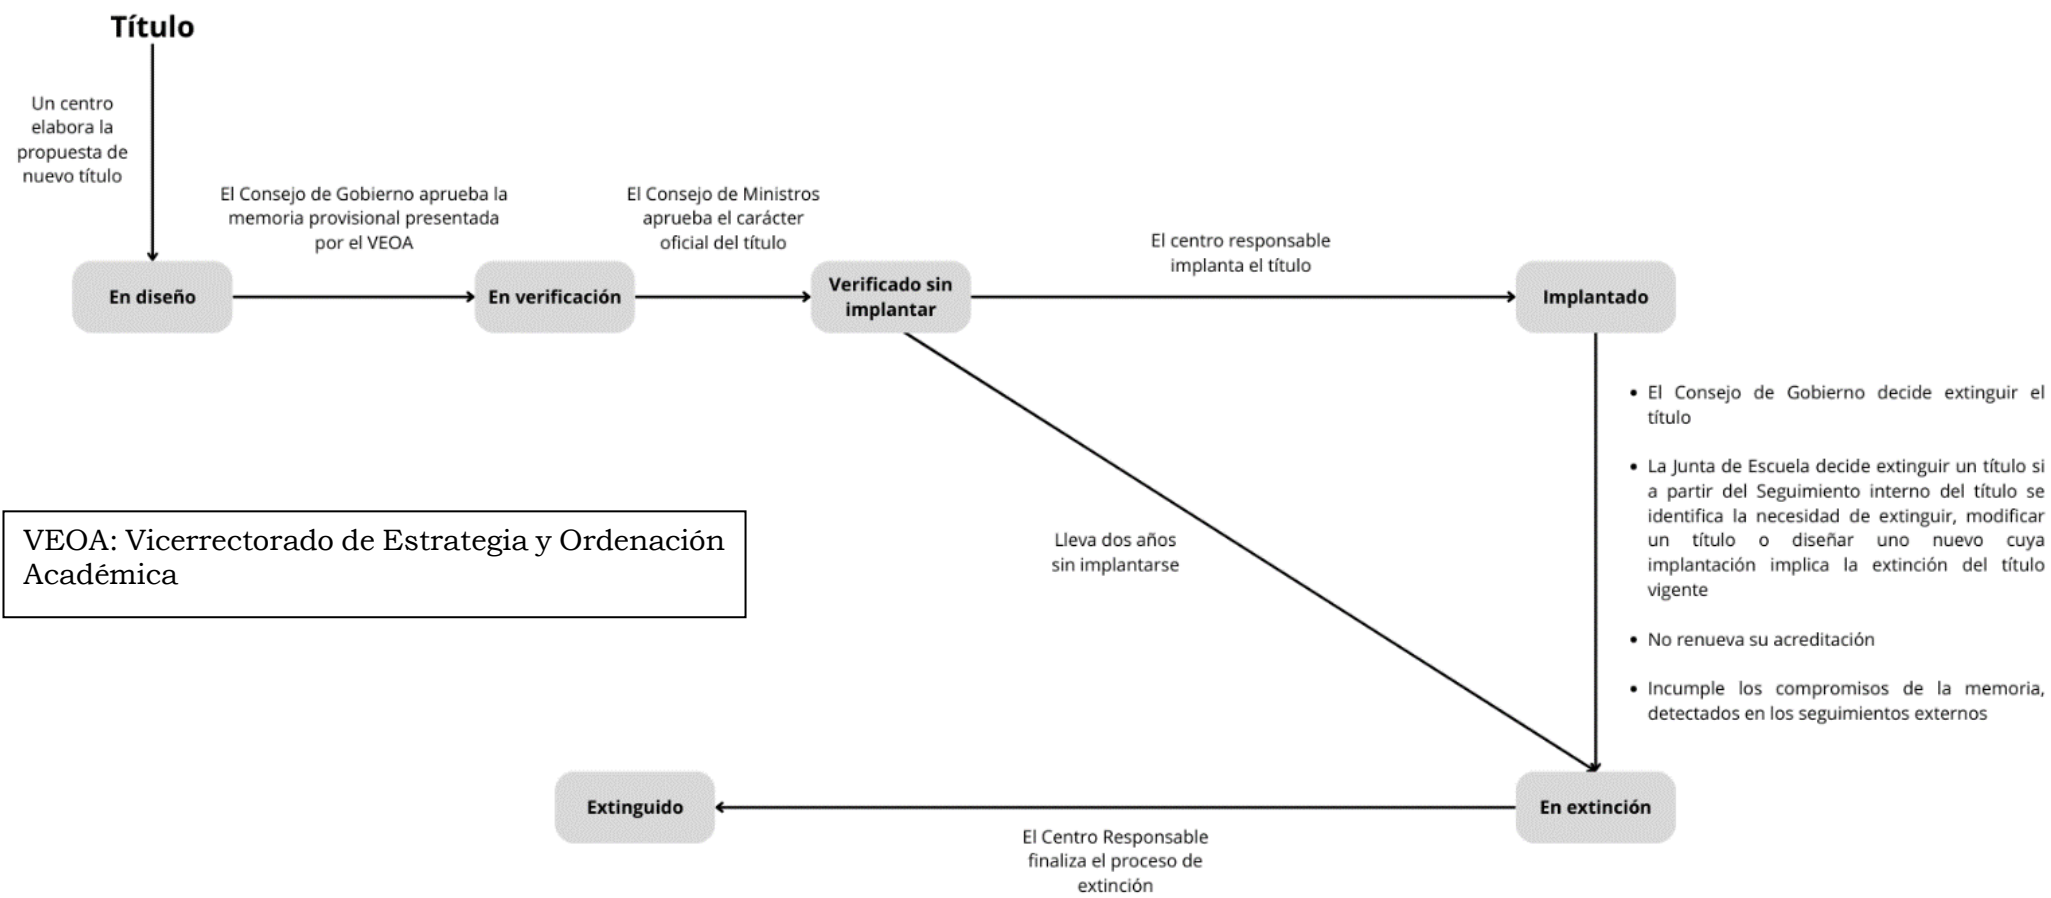 Título
Un centro
elabora la
propuesta de
nuevo título
El Consejo de Gobierno aprueba la
memoria provisional presentada
por el VEOA
El Consejo de Ministros
aprueba el carácter
oficial del título
El centro responsable
implanta el título
En diseño
En verificación
Verificado sin
implantar
Implantado
• El Consejo de Gobierno decide extinguir el
título
• La Junta de Escuela decide extinguir un título si
a partir del Seguimiento interno del título se
identifica la necesidad de extinguir, modificar
un título o diseñar uno nuevo cuya
implantación implica la extinción del título
vigente
• No renueva su acreditación
• Incumple los compromisos de la memoria,
detectados en los seguimientos externos
Lleva dos años
sin implantarse
VEOA: Vicerrectorado de Estrategia y Ordenación
Académica
Extinguido
En extinción
El Centro Responsable
finaliza el proceso de
extinción